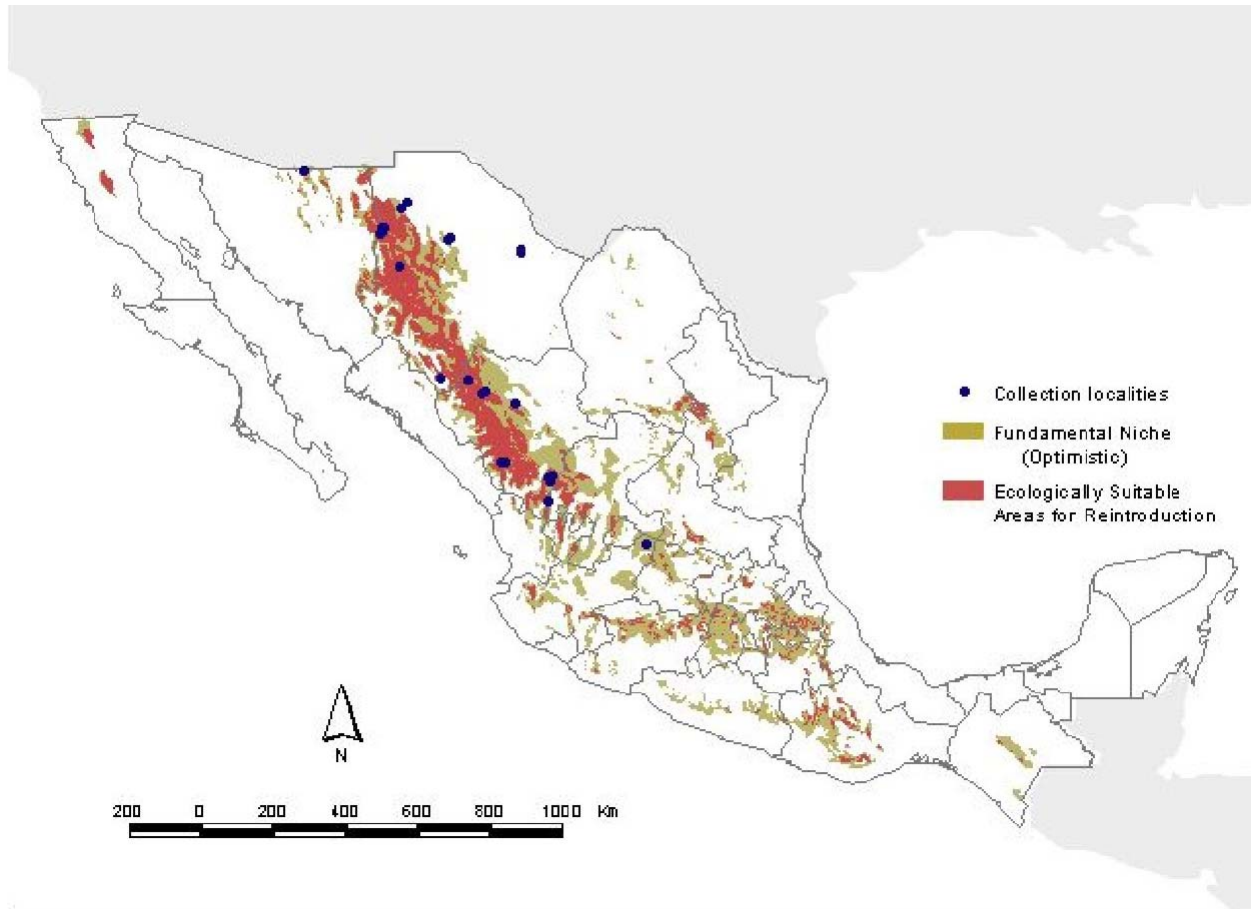 Collection localities
Fundamental Niche
(Optimistic)
Ecologically Suitable
Areas for Reintroduction
N
200 0 200 400 600 800 1000 Km